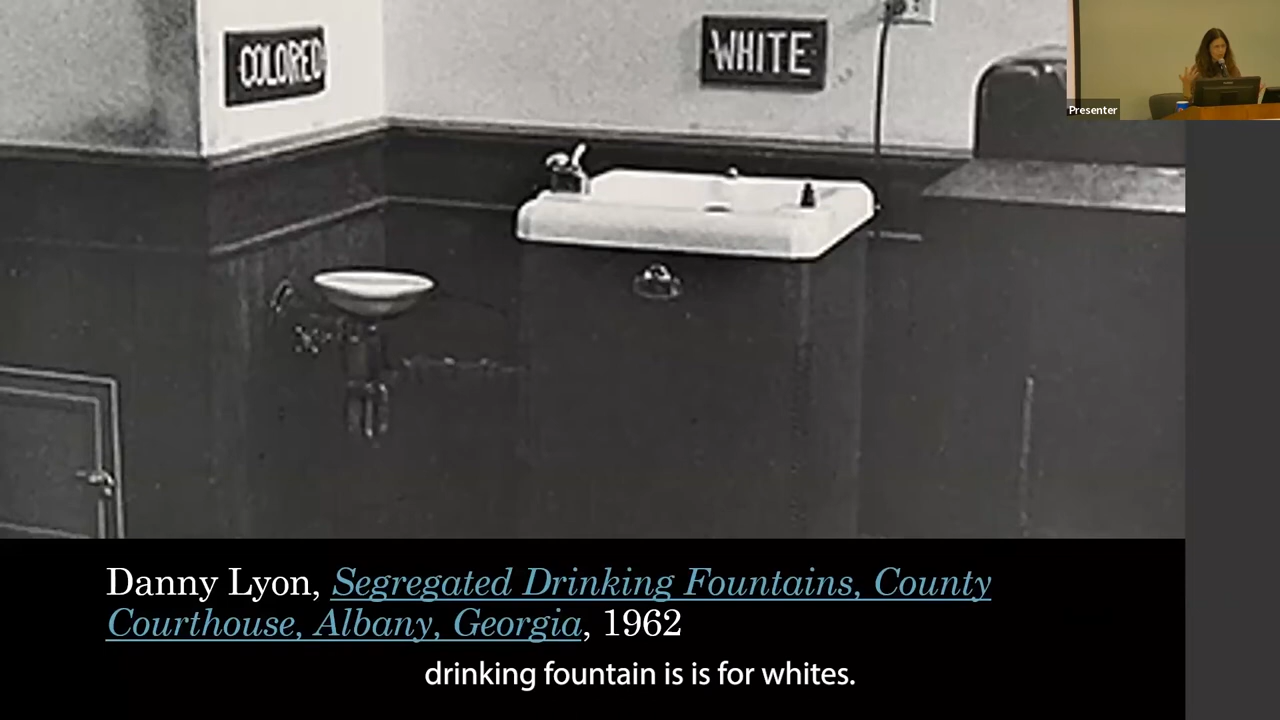 COLORED
WHITE
Presenter
Danny Lyon, Segregated Drinking Fountains, County
Courthouse, Albany, Georgia, 1962
drinking fountain is is for whites.